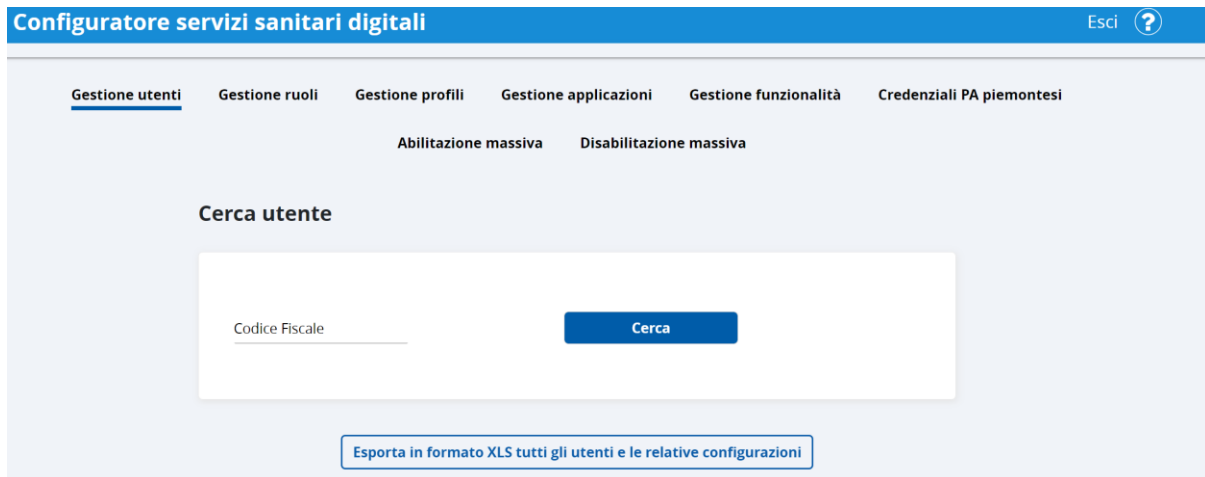 Configuratore servizi sanitari digitali Esci ?
Gestione utenti Gestione ruoli Gestione profili Gestione applicazioni Gestione funzionalità Credenziali PA piemontesi
Abilitazione massiva Disabilitazione massiva
Cerca utente
Codice Fiscale Cerca
Esporta in formato XLS tutti gli utenti e le relative configurazioni